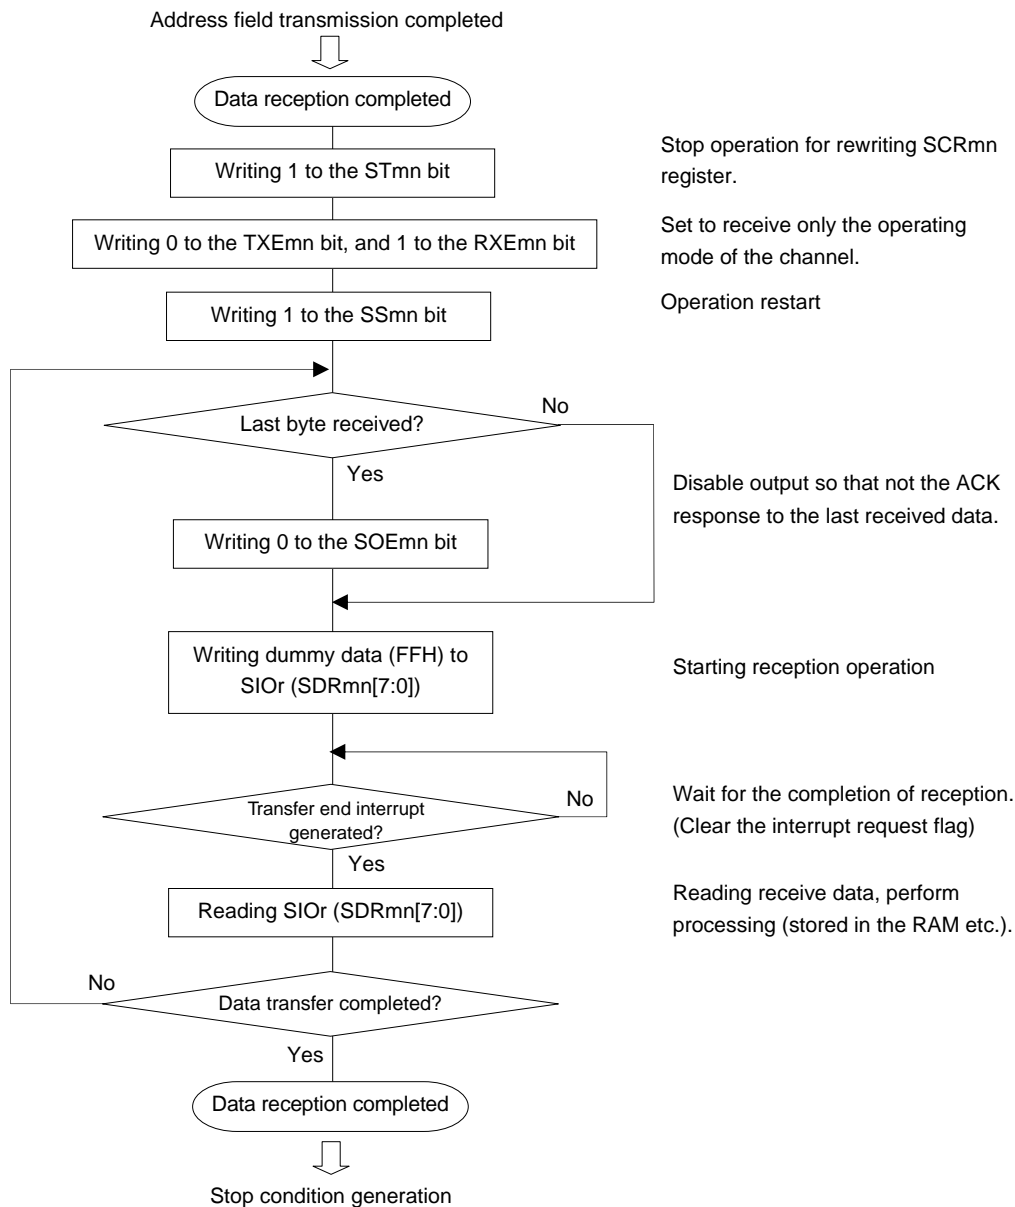 Address field transmission completed
Data reception completed
Writing 1 to the STmn bit
Stop operation for rewriting SCRmn
register.
Writing 0 to the TXEmn bit, and 1 to the RXEmn bit
Set to receive only the operating
mode of the channel.
Writing 1 to the SSmn bit
Operation restart
Last byte received?
No
Yes
Disable output so that not the ACK
response to the last received data.
Writing 0 to the SOEmn bit
Writing dummy data (FFH) to
SIOr (SDRmn[7:0])
Starting reception operation
Transfer end interrupt
generated?
No
Wait for the completion of reception.
(Clear the interrupt request flag)
Yes
Reading SIOr (SDRmn[7:0])
Reading receive data, perform
processing (stored in the RAM etc.).
No
Data transfer completed?
Yes
Data reception completed
Stop condition generation